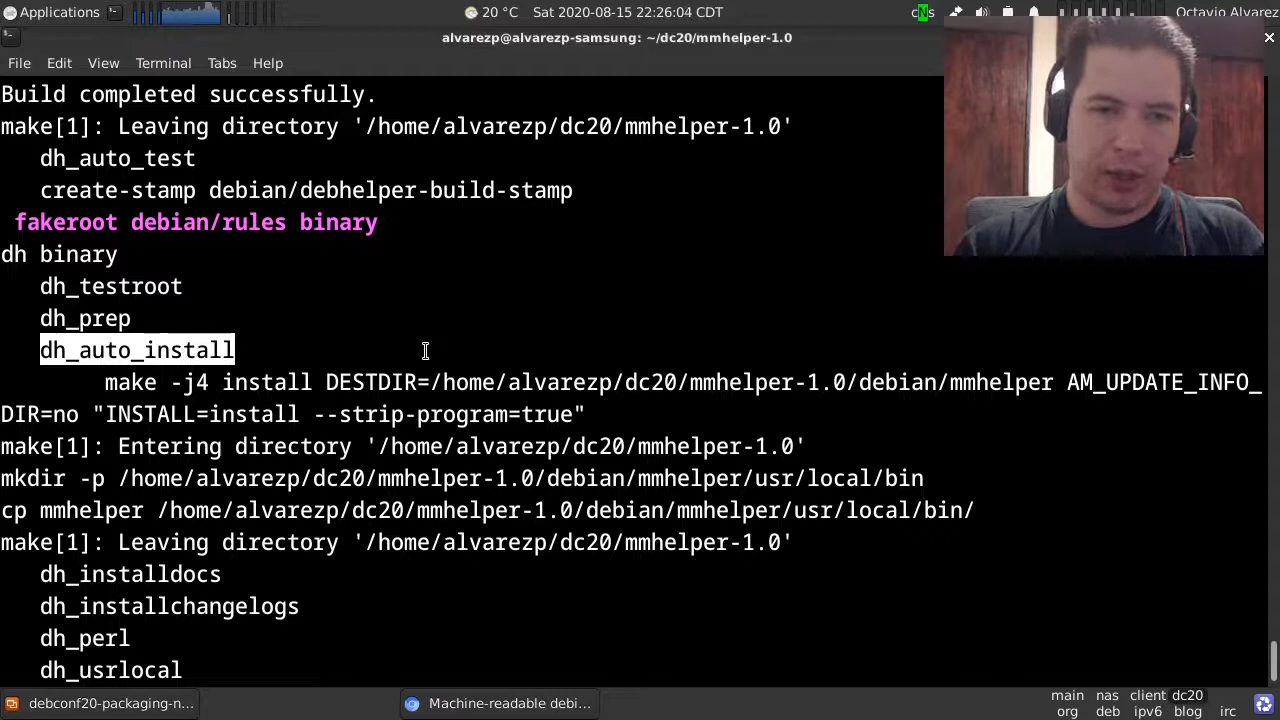 Applications
20 °C Sat 2020-08-15 22:26:04 CDT
Octavio Alvarez
alvarezp@alvarezp-samsung: ~/dc20/mmhelper-1.0
File Edit View Terminal Tabs Help
Build completed successfully.
make[1]: Leaving directory '/home/alvarezp/dc20/mmhelper-1.0'
dh_auto_test
create-stamp debian/debhelper-build-stamp
fakeroot debian/rules binary
dh binary
dh_testroot
dh_prep
dh_auto_install
make -j4 install DESTDIR=/home/alvarezp/dc20/mmhelper-1.0/debian/mmhelper AM_UPDATE_INFO_
DIR=no "INSTALL=install --strip-program=true"
make[1]: Entering directory '/home/alvarezp/dc20/mmhelper-1.0'
mkdir -p /home/alvarezp/dc20/mmhelper-1.0/debian/mmhelper/usr/local/bin
cp mmhelper /home/alvarezp/dc20/mmhelper-1.0/debian/mmhelper/usr/local/bin/
make[1]: Leaving directory '/home/alvarezp/dc20/mmhelper-1.0'
dh_installdocs
dh_installchangelogs
dh_perl
dh_usrlocal
debconf20-packaging-n...
Machine-readable debi...
main nas client dc20
org deb ipv6 blog irc